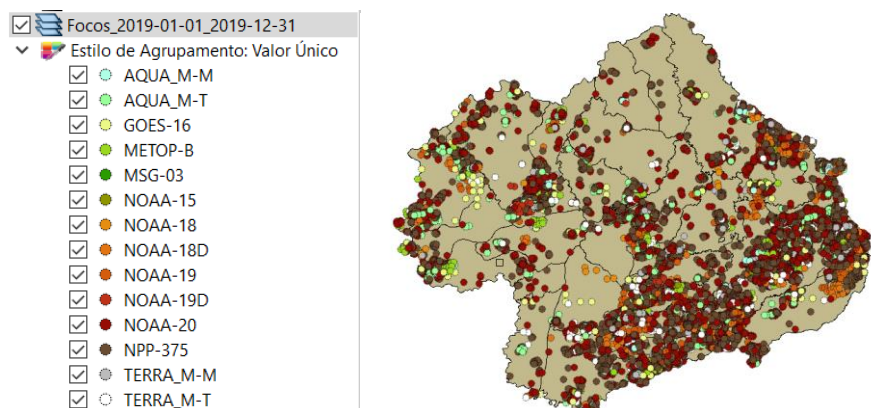 Focos_2019-01-01_2019-12-31
Estilo de Agrupamento: Valor Único
AQUA_M-M
AQUA_M-T
GOES-16
METOP-B
MSG-03
NOAA-15
NOAA-18
NOAA-18D
NOAA-19
NOAA-19D
NOAA-20
NPP-375
TERRA_M-M
TERRA_M-T